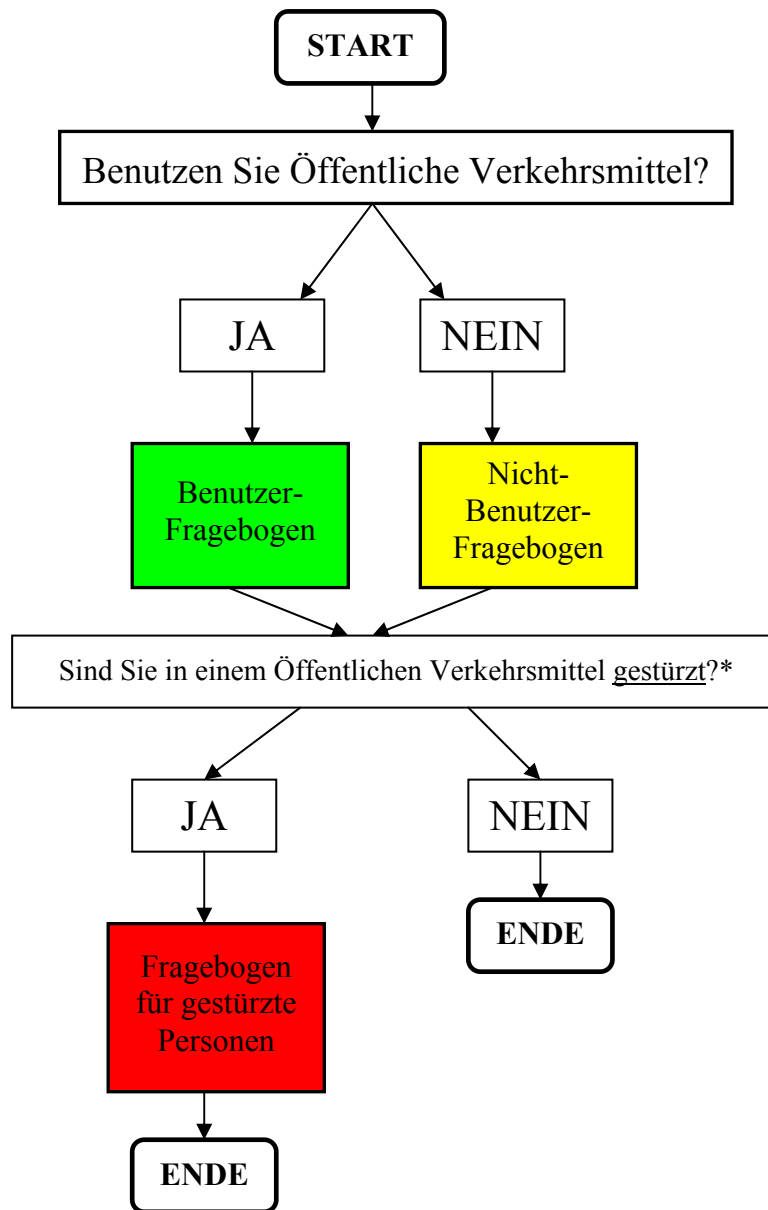 START
Benutzen Sie Öffentliche Verkehrsmittel?
JA
NEIN
Benutzer-
Fragebogen
Nicht-
Benutzer-
Fragebogen
Sind Sie in einem Öffentlichen Verkehrsmittel gestürzt?*
JA
NEIN
Fragebogen
für gestürzte
Personen
ENDE
ENDE